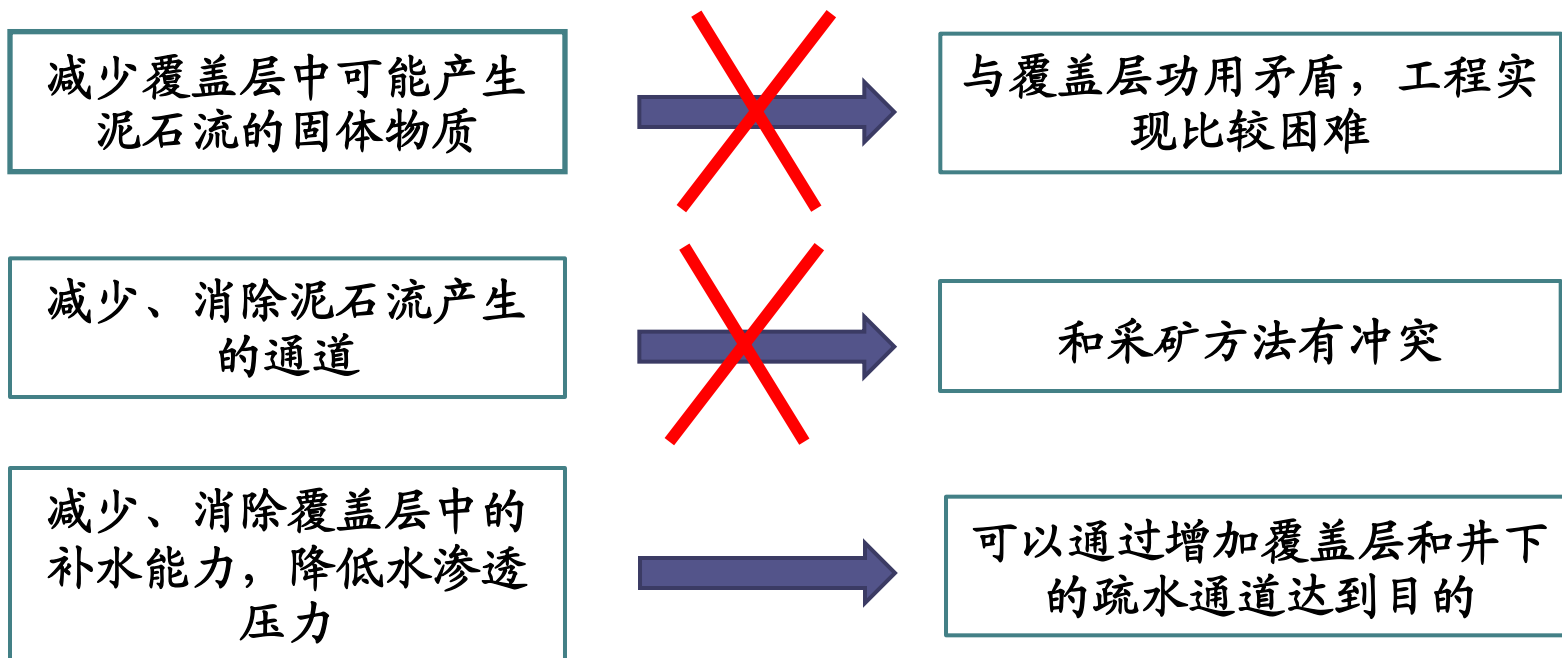 减少覆盖层中可能产生
泥石流的固体物质
与覆盖层功用矛盾，工程实
现比较困难
减少、消除泥石流产生
的通道
和采矿方法有冲突
减少、消除覆盖层中的
补水能力，降低水渗透
压力
可以通过增加覆盖层和井下
的疏水通道达到目的